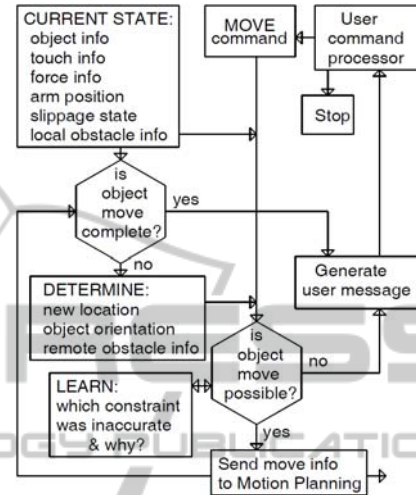 CURRENT STATE:
object info
touch info
force info
arm position
slippage state
local obstacle info
MOVE
command
User
command
processor
Stop
is
object
move
complete?
yes
no
Generate
user message
DETERMINE:
new location
object orientation
remote obstacle info
is
object
move
possible?
no
yes
LEARN:
which constraint
was inaccurate
& why?
Send move info
to Motion Planning